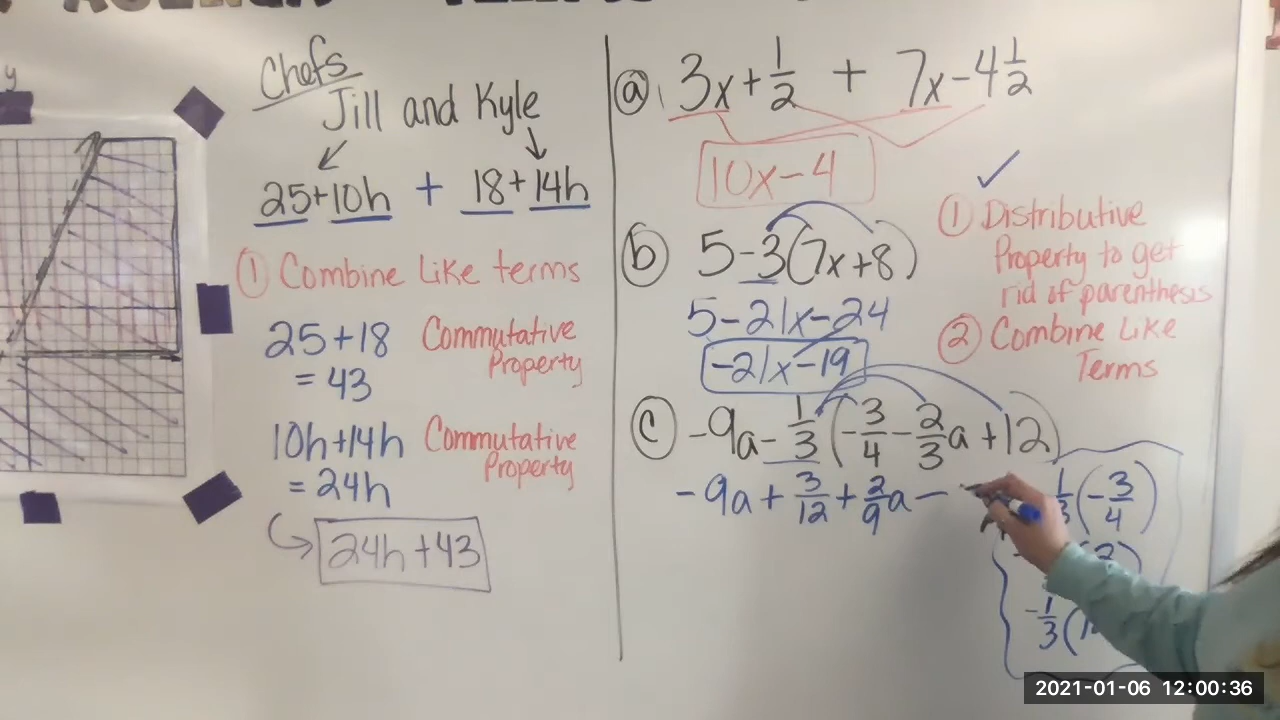 y
Chefs
Jill and Kyle
25+10h + 18+14h
① Combine Like terms
25+18 Commutative
Property
= 43
10h+14h Commutative
Property
= 24h
24h+43
ⓐ 3x+1/2 + 7x-4 1/2
10x-4
ⓑ 5-3(7x+8)
5-21x-24
-21x-19
① Distributive
Property to get
rid of parenthesis
② Combine Like
Terms
ⓒ -9a-1/3(-3/4-2/3a+12)
-9a+3/12+2/9a-
1/3(-3/4)
-1/3(
2021-01-06 12:00:36